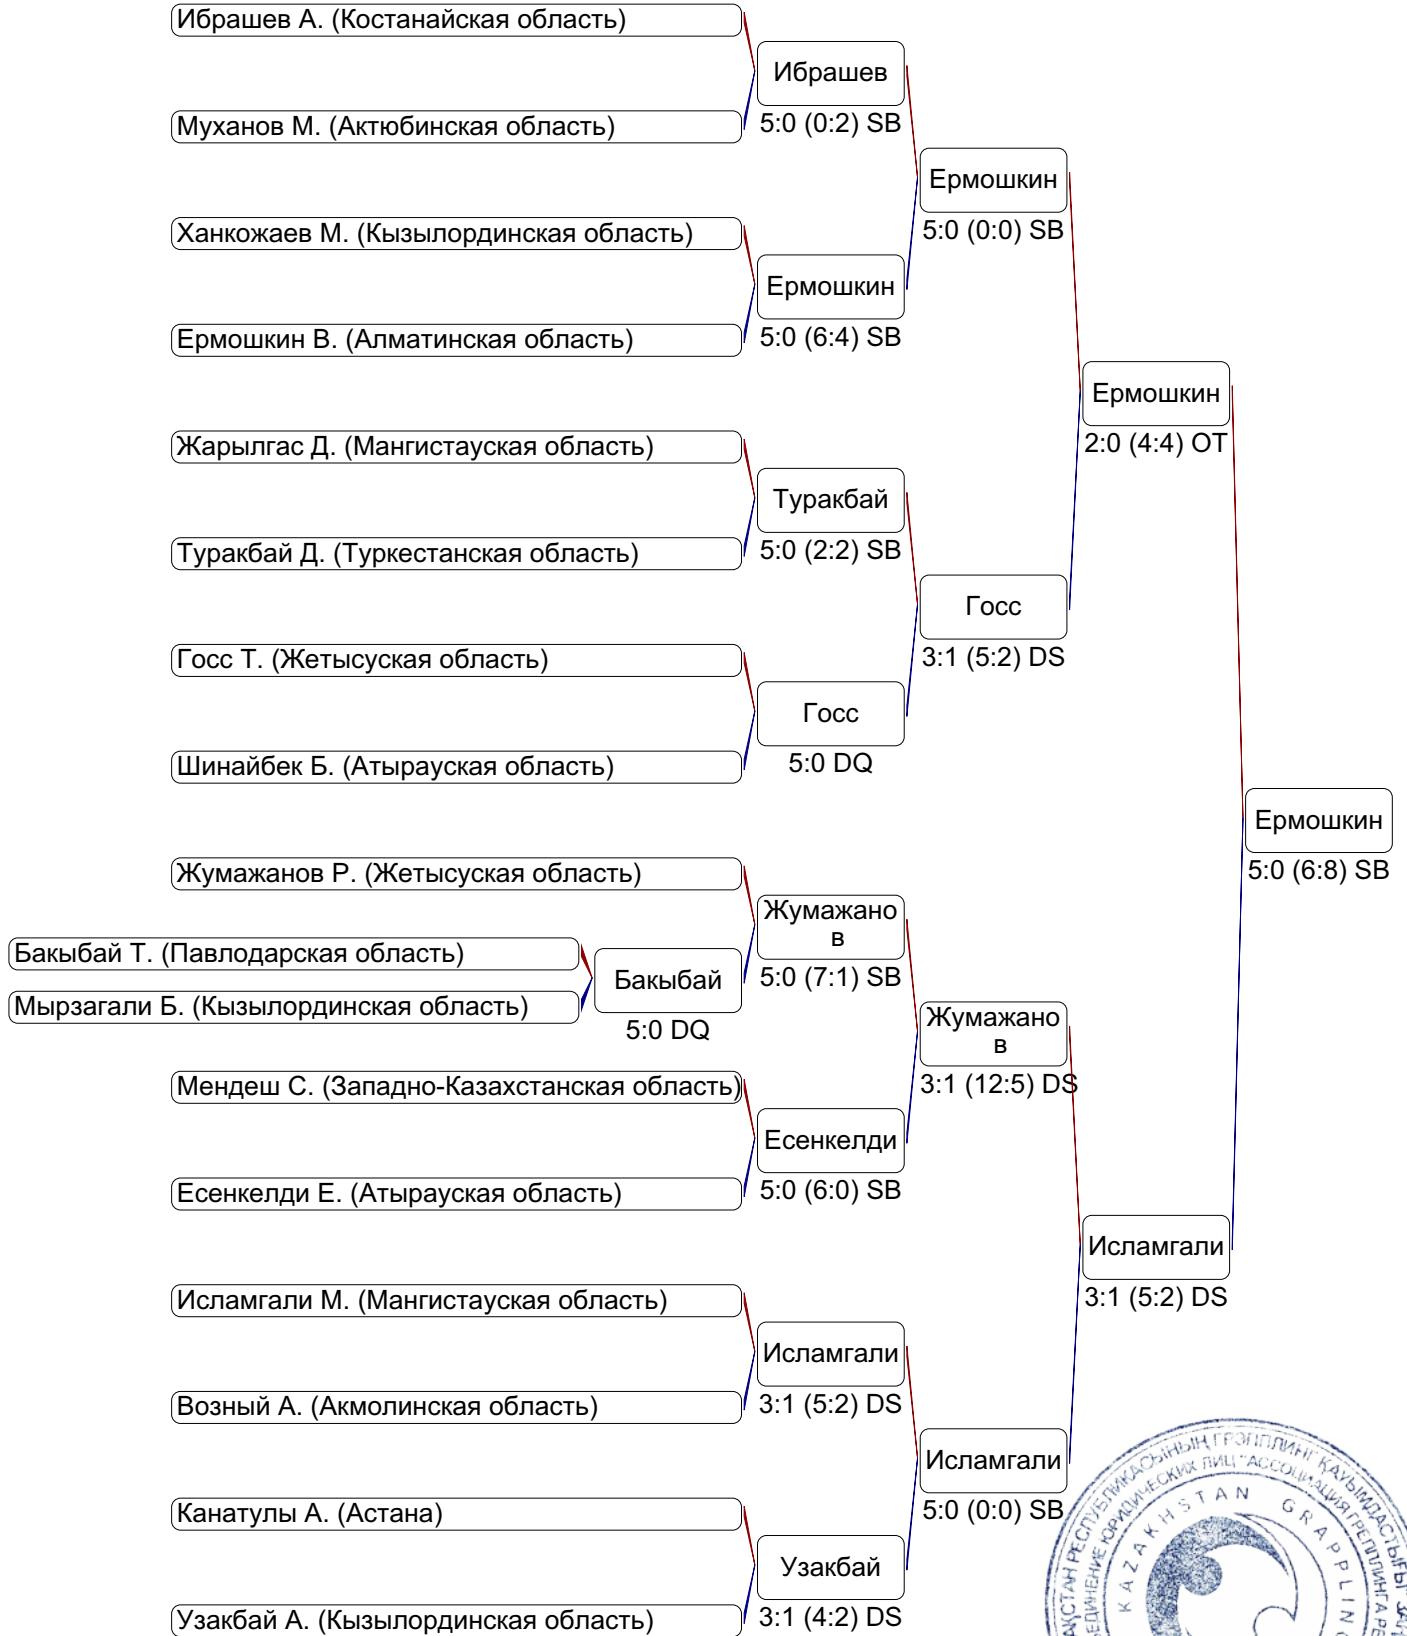 Ибрашев А. (Костанайская область)
Ибрашев
Муханов М. (Актюбинская область)
5:0 (0:2) SB
Ермошкин
Ханкожаев М. (Кызылординская область)
5:0 (0:0) SB
Ермошкин
Ермошкин В. (Алматинская область)
5:0 (6:4) SB
Ермошкин
Жарылгас Д. (Мангистауская область)
2:0 (4:4) OT
Туракбай
Туракбай Д. (Туркестанская область)
5:0 (2:2) SB
Госс
Госс Т. (Жетысуская область)
3:1 (5:2) DS
Госс
Шинайбек Б. (Атырауская область)
5:0 DQ
Ермошкин
Жумажанов Р. (Жетысуская область)
5:0 (6:8) SB
Жумажано
в
Бакыбай Т. (Павлодарская область)
Бакыбай
5:0 (7:1) SB
Мырзагали Б. (Кызылординская область)
5:0 DQ
Жумажано
в
Мендеш С. (Западно-Казахстанская область)
3:1 (12:5) DS
Есенкелди
Есенкелди Е. (Атырауская область)
5:0 (6:0) SB
Исламгали
Исламгали М. (Мангистауская область)
3:1 (5:2) DS
Исламгали
Возный А. (Акмолинская область)
3:1 (5:2) DS
Исламгали
Канатулы А. (Астана)
5:0 (0:0) SB
Узакбай
Узакбай А. (Кызылординская область)
3:1 (4:2) DS
KAZAKHSTAN GRAPPLING